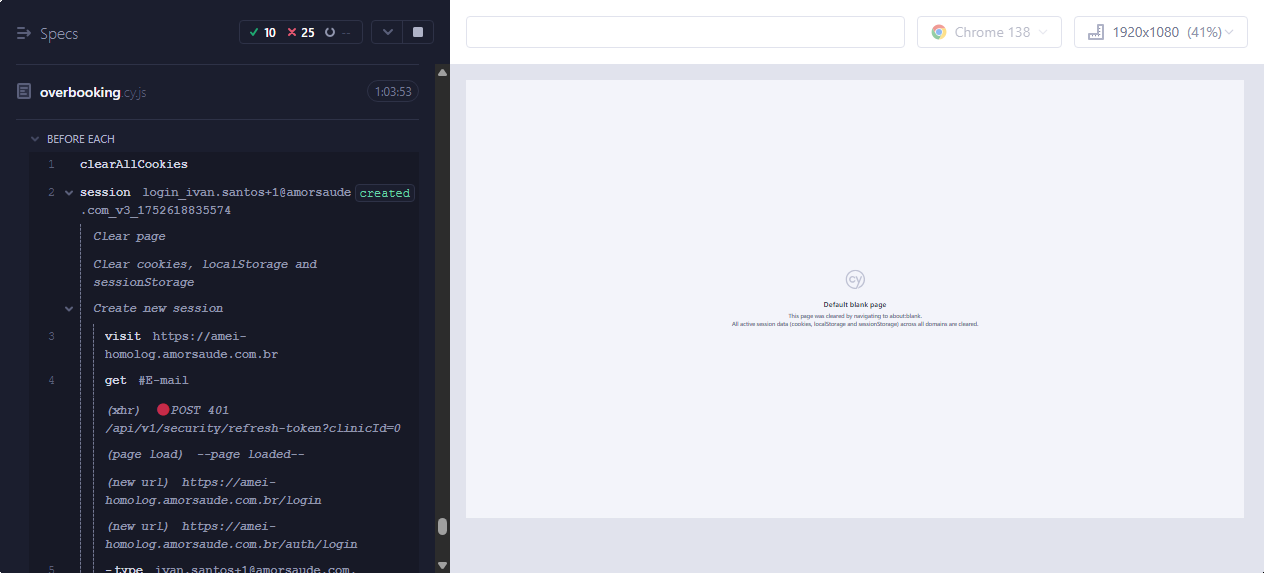 Specs
10 25 --
Chrome 138
1920x1080 (41%)
overbooking.cy.js
1:03:53
BEFORE EACH
1 clearAllCookies
2 session login_ivan.santos+1@amorsaude created
.com_v3_1752618835574
Clear page
Clear cookies, localStorage and
sessionStorage
Create new session
3 visit https://amei-
homolog.amorsaude.com.br
4 get #E-mail
(xhr) POST 401
/api/v1/security/refresh-token?clinicId=0
(page load) --page loaded--
(new url) https://amei-
homolog.amorsaude.com.br/login
(new url) https://amei-
homolog.amorsaude.com.br/auth/login
5 -type ivan.santos+1@amorsaude.com.
cy
Default blank page
This page was cleared by navigating to about:blank.
All active session data (cookies, localStorage and sessionStorage) across all domains are cleared.